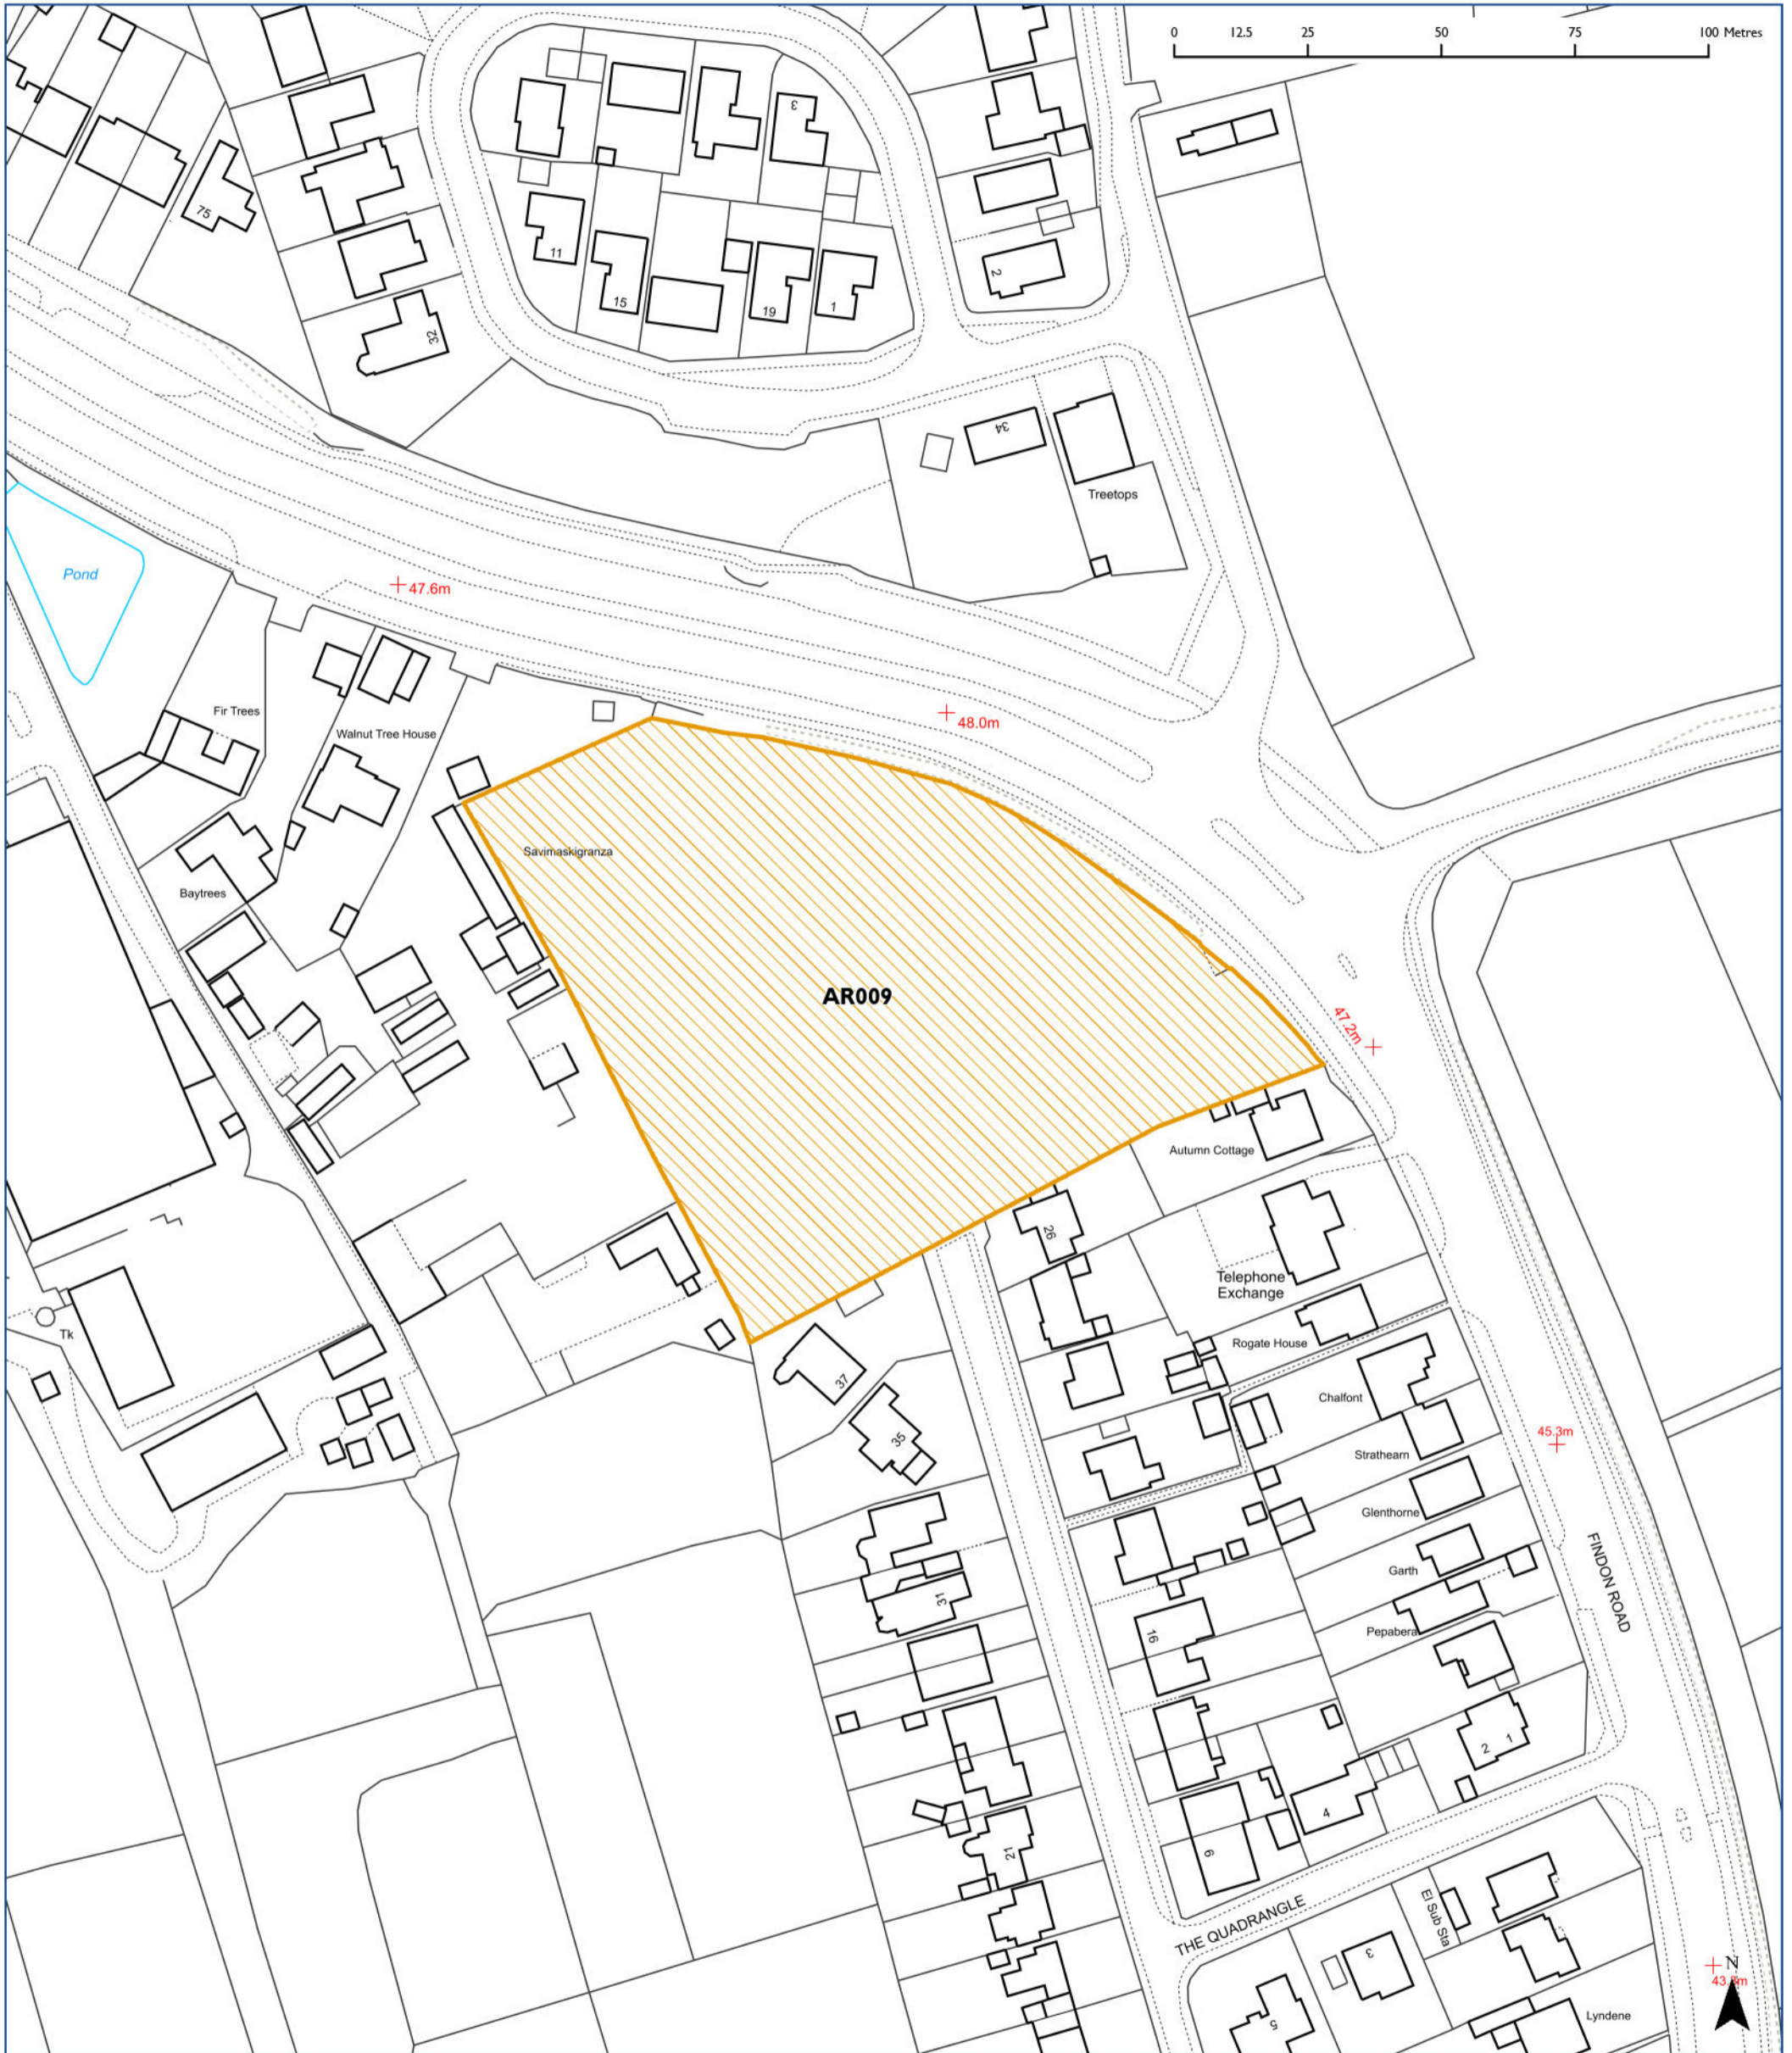 0 12.5 25 50 75 100 Metres
3
75
11
15
19
1
2
32
34
Treetops
Pond
47.6m
48.0m
Fir Trees
Walnut Tree House
Savimaskigranza
Baytrees
AR009
47.2m
Autumn Cottage
26
Telephone
Exchange
Tk
Rogate House
37
Chalfont
35
45.3m
Strathearn
Glenthorne
FINDON ROAD
Garth
31
Pepabera
16
2 1
4
21
9
THE QUADRANGLE
El Sub Sta
3
N
5
Lyndene